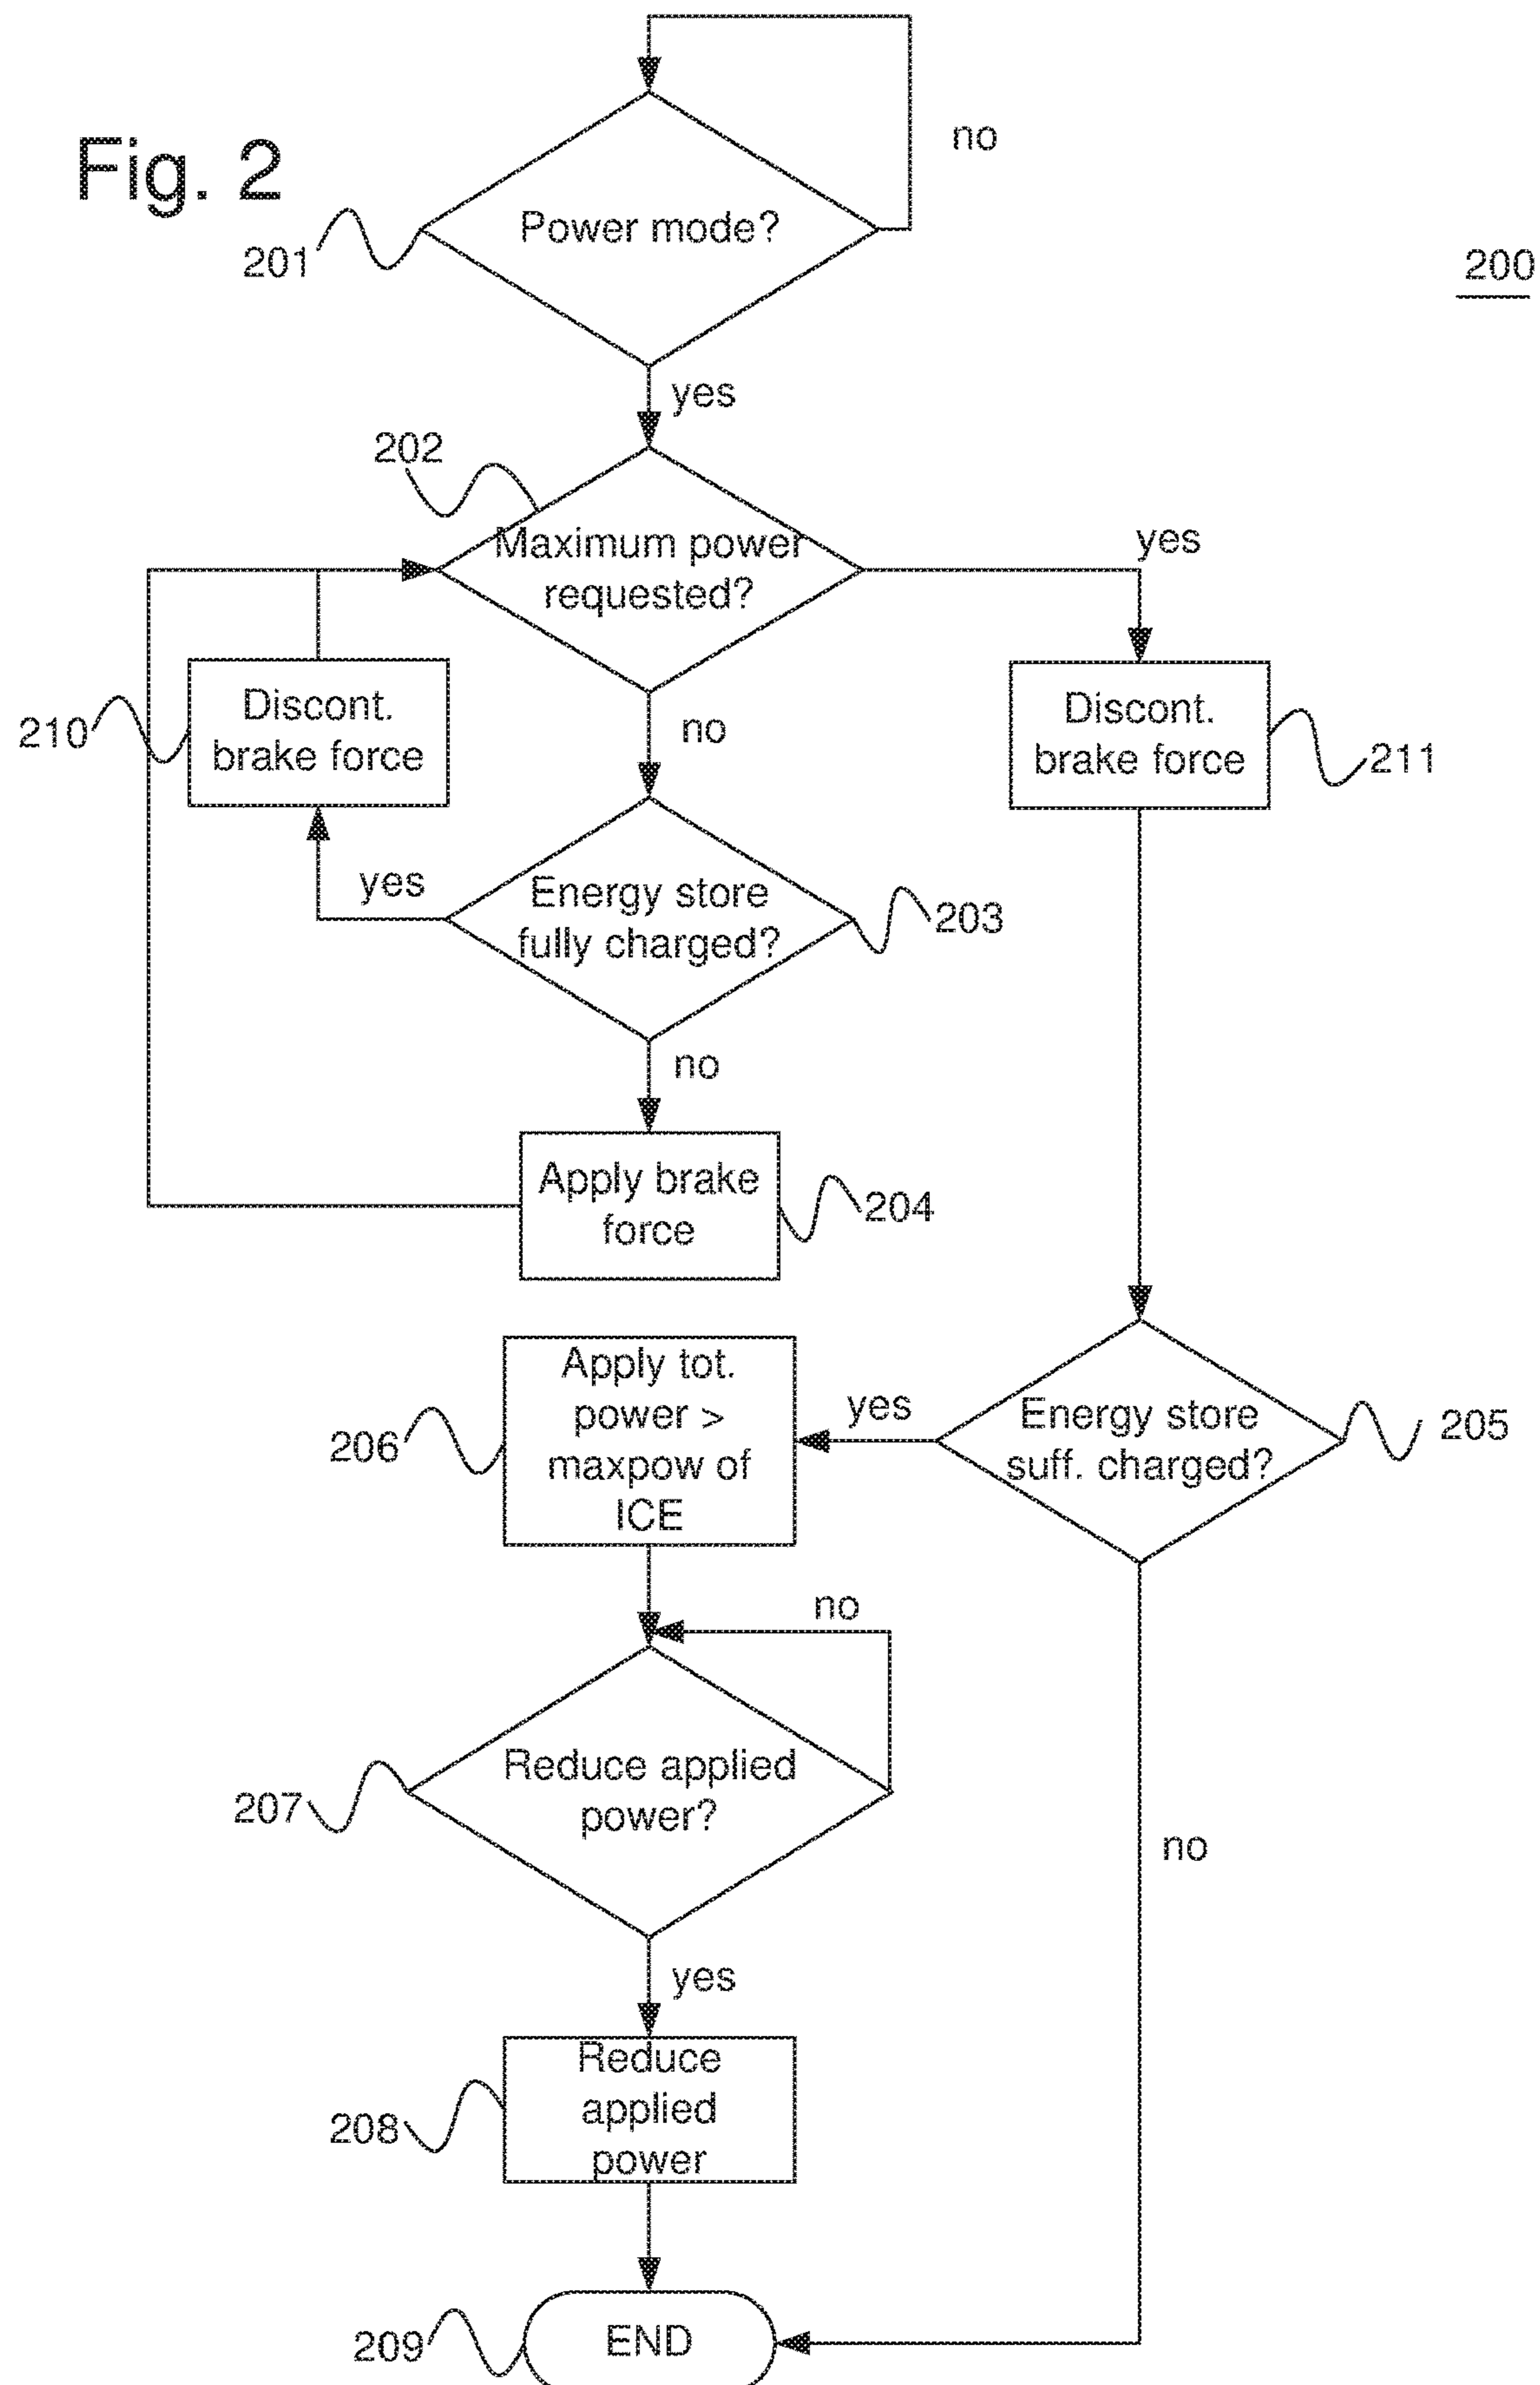 Fig. 2
no
Power mode?
201
200
yes
202
Maximum power
requested?
yes
210
Discont.
brake force
no
Discont.
brake force
211
yes
Energy store
fully charged?
203
no
Apply brake
force
204
Apply tot.
power >
maxpow of
ICE
206
yes
Energy store
suff. charged?
205
no
207
Reduce applied
power?
no
yes
208
Reduce
applied
power
209
END